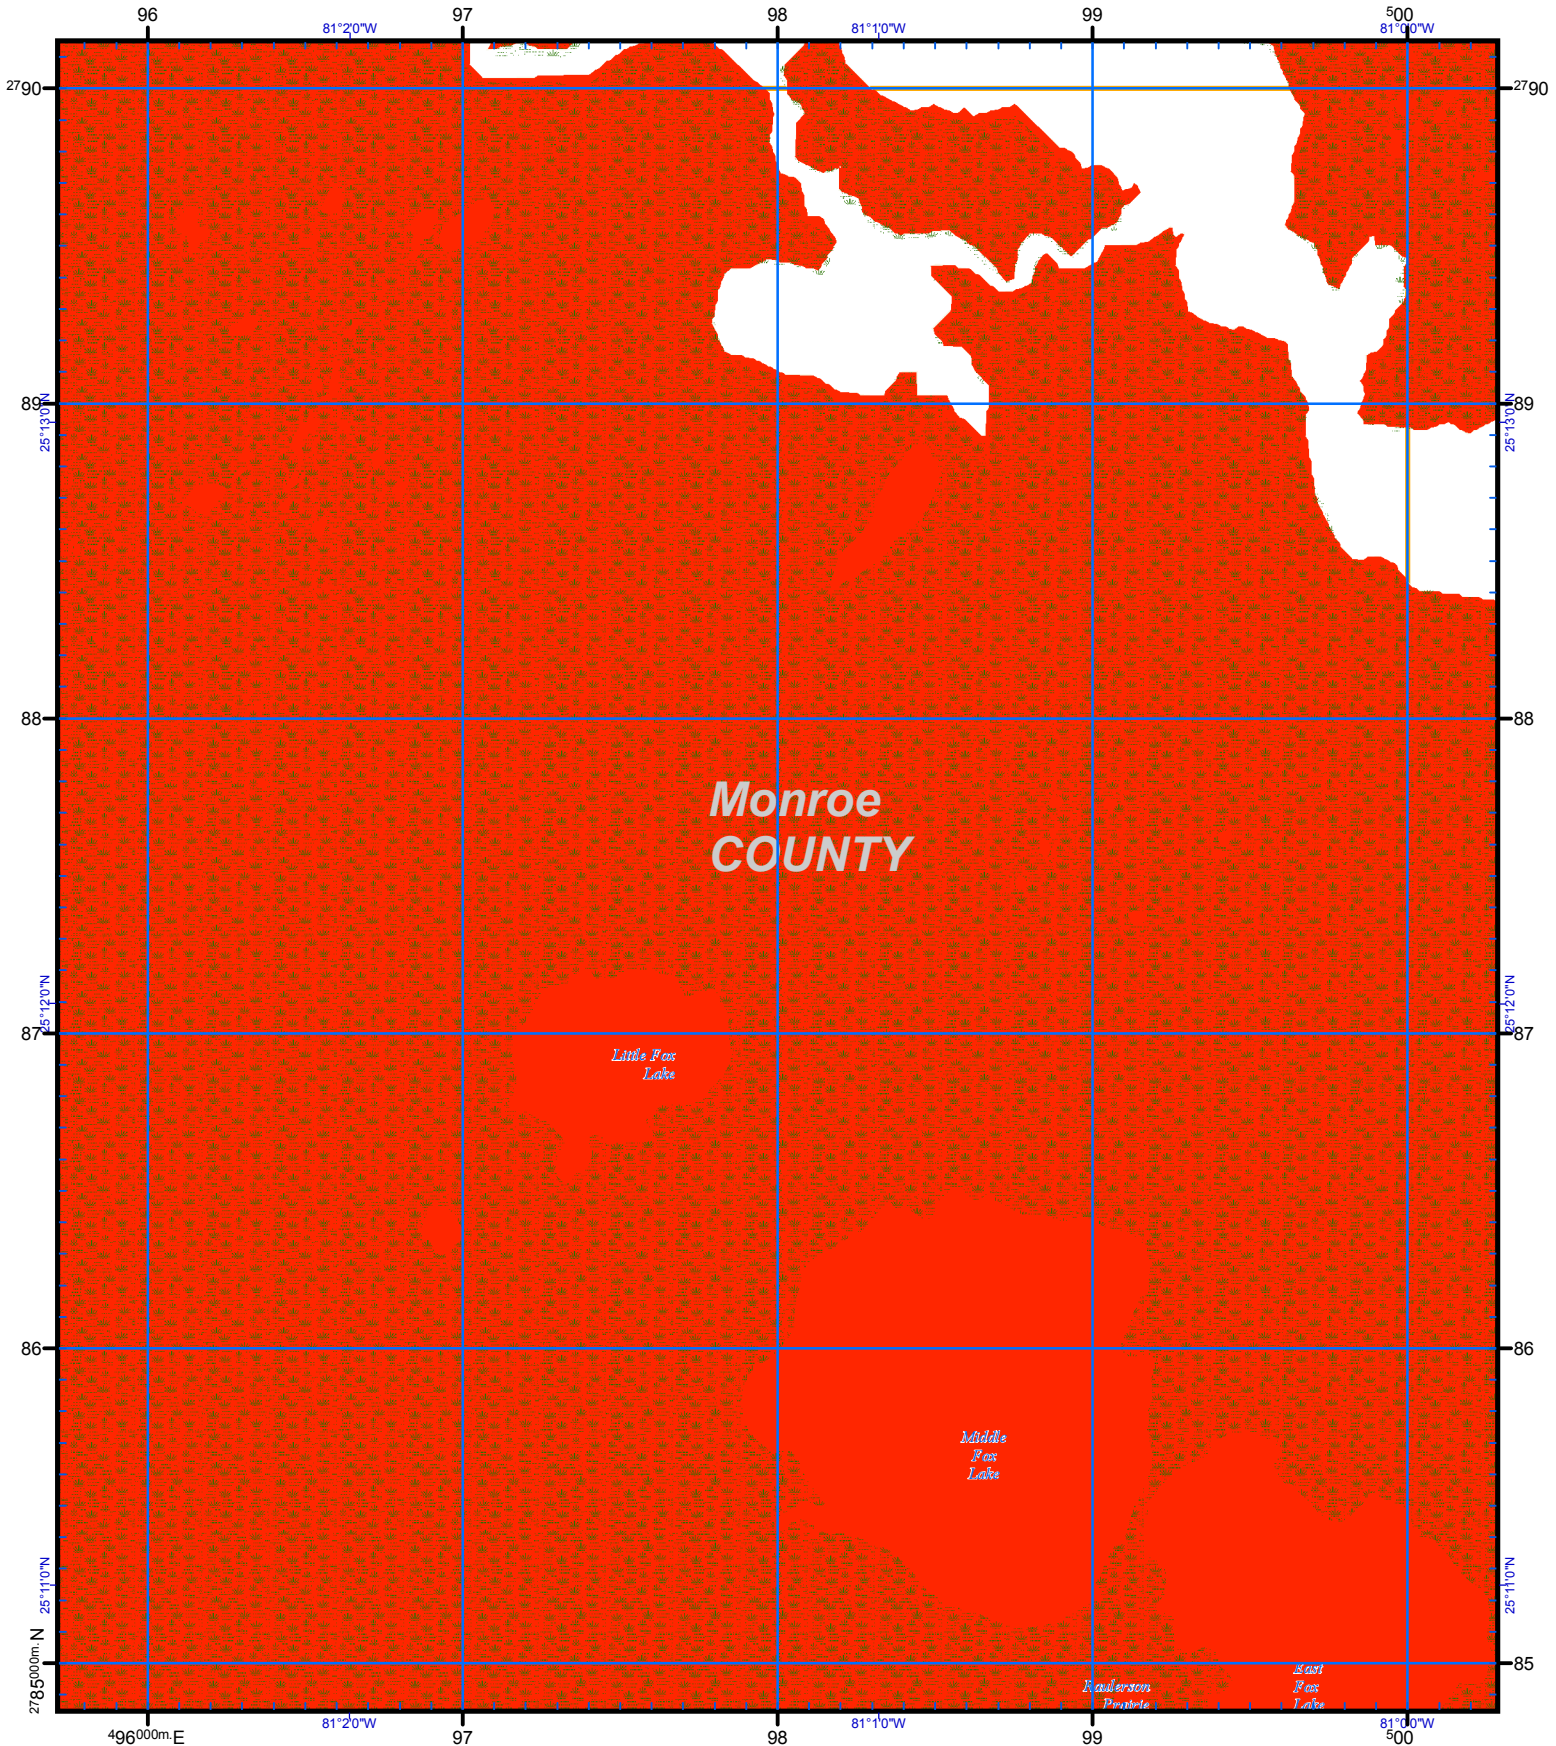 96 97 98 99 500
81°2'0"W 81°1'0"W 81°0'0"W
2790 2790
89 89
25°13'0"N 25°13'0"N
88 88
Monroe
COUNTY
25°12'0"N 25°12'0"N
87 87
Little Fox
Lake
86 86
Middle
Fox
Lake
25°11'0"N 25°11'0"N
2785000m. N 85
East
Raulerson Fox
Prairie Lake
81°2'0"W 81°1'0"W 81°0'0"W
496000m. E 97 98 99 500